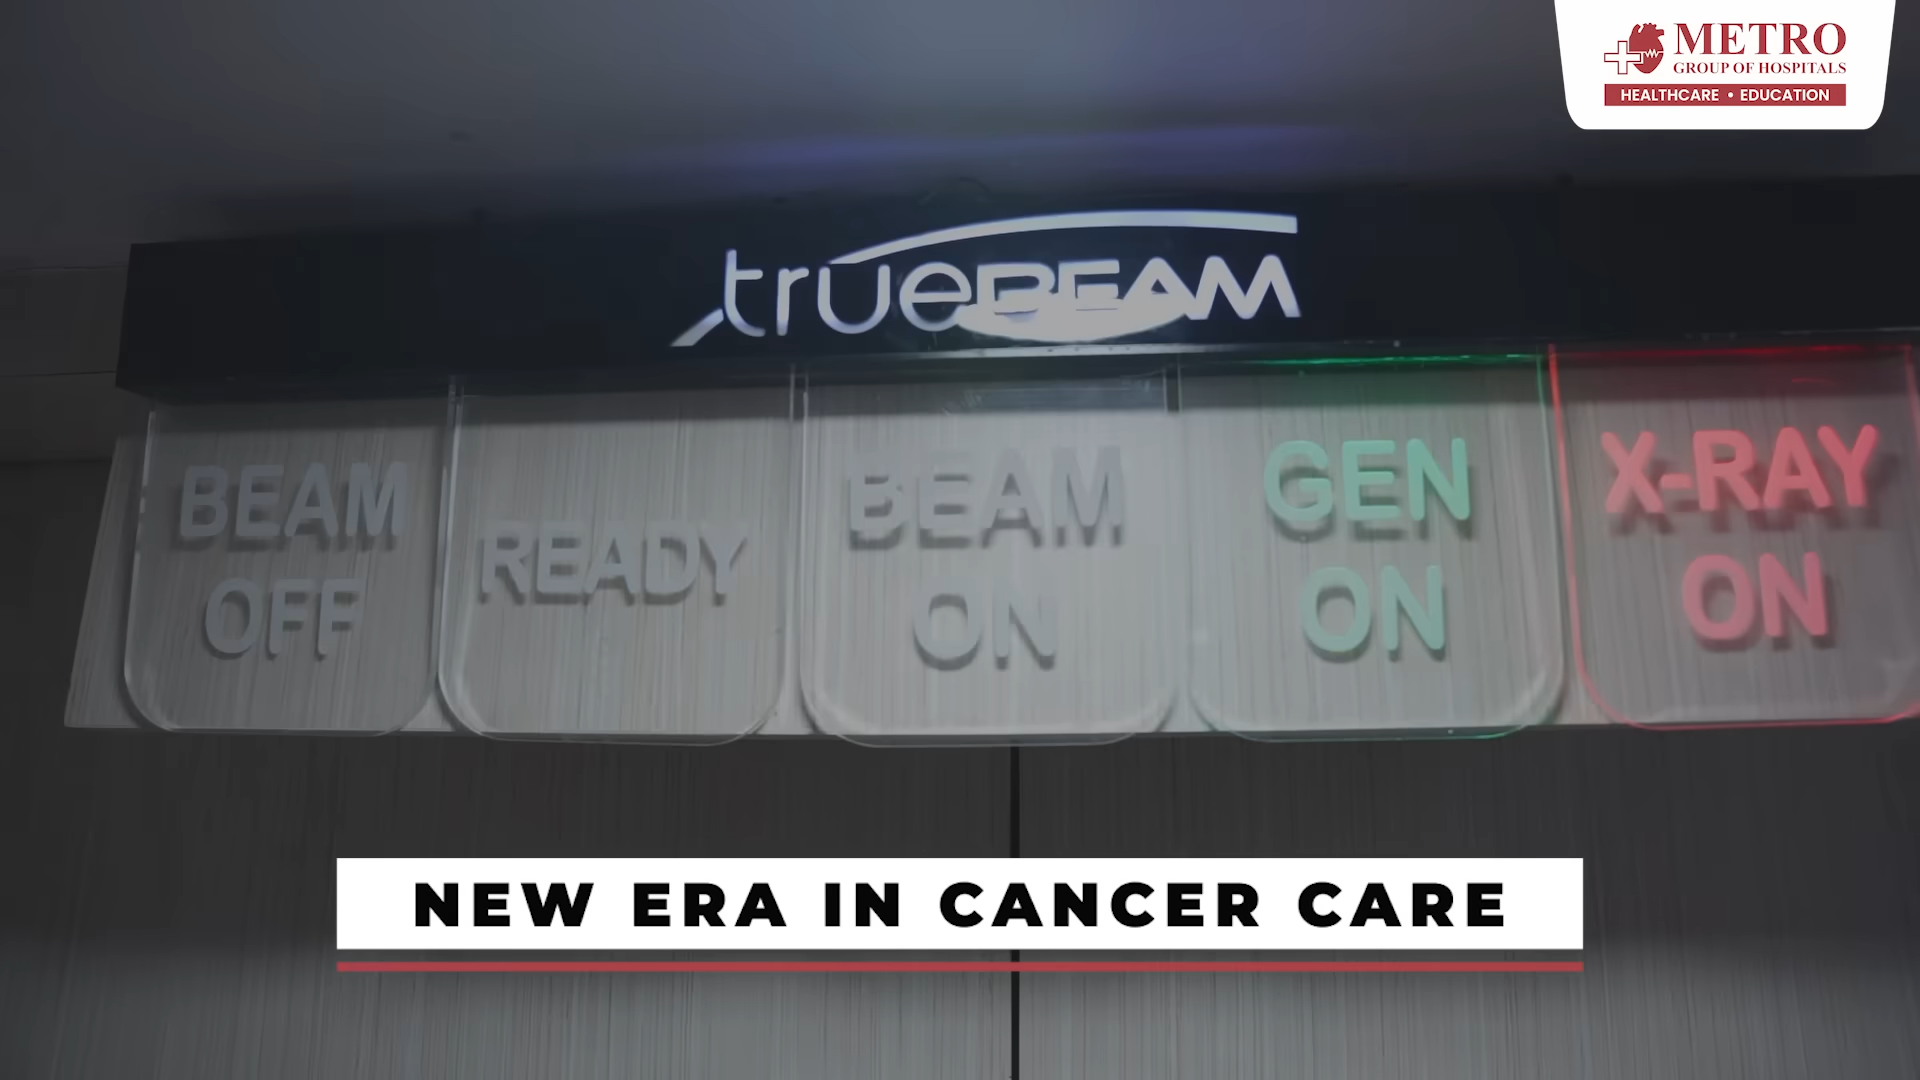 METRO
GROUP OF HOSPITALS
HEALTHCARE • EDUCATION
trueBEAM
BEAM
OFF
READY
BEAM
ON
GEN
ON
X-RAY
ON
NEW ERA IN CANCER CARE